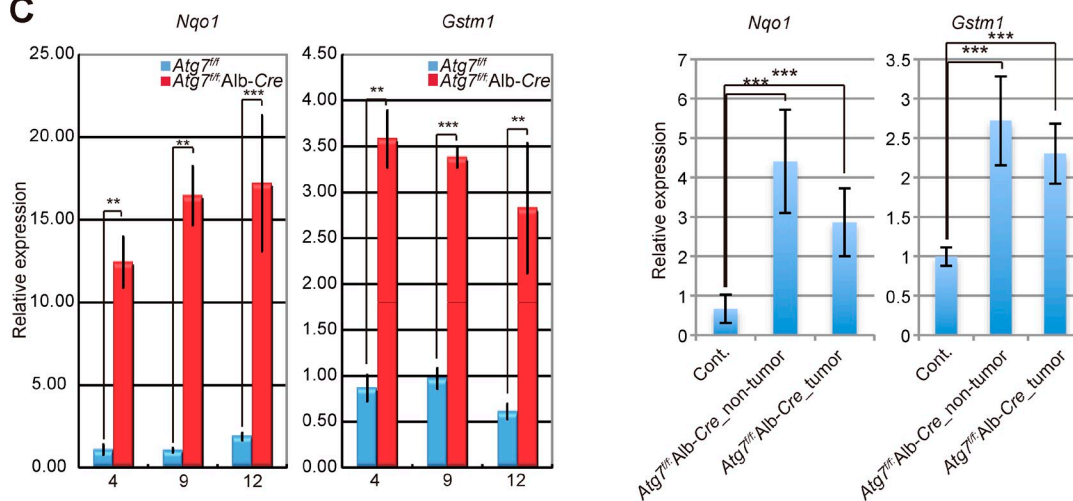 C
Nqo1
Gstm1
Relative expression
25.00
20.00
15.00
10.00
5.00
0.00
Atg7f/f
Atg7f/f;Alb-Cre
**
**
***
4
9
12
4.50
4.00
3.50
3.00
2.50
2.00
1.50
1.00
0.50
0.00
Atg7f/f
Atg7f/f;Alb-Cre
**
***
**
4
9
12
Nqo1
Relative expression
7
6
5
4
3
2
1
0
***
***
Cont.
Atg7f/f;Alb-Cre_non-tumor
Atg7f/f;Alb-Cre_tumor
Gstm1
3.5
3
2.5
2
1.5
1
0.5
0
***
***
Cont.
Atg7f/f;Alb-Cre_non-tumor
Atg7f/f;Alb-Cre_tumor